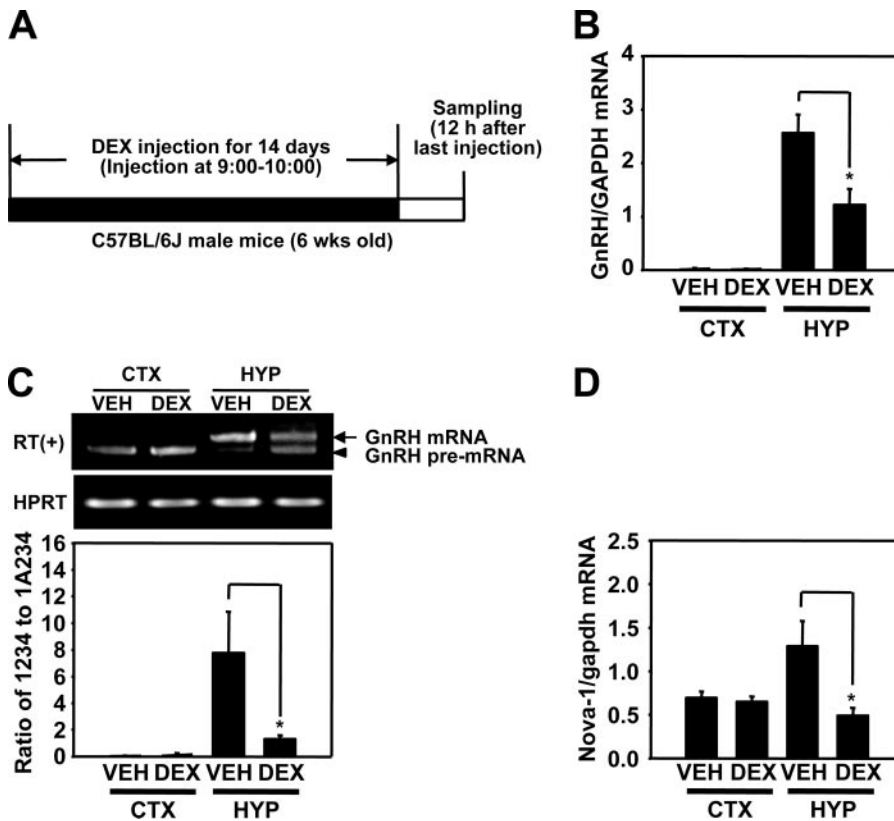 A
DEX injection for 14 days
(Injection at 9:00-10:00)
Sampling
(12 h after
last injection)
C57BL/6J male mice (6 wks old)
B
GnRH/GAPDH mRNA
4
3
2
1
0
*
VEH DEX VEH DEX
CTX HYP
C
CTX HYP
VEH DEX VEH DEX
RT(+)
GnRH mRNA
GnRH pre-mRNA
HPRT
Ratio of 1234 to 1A234
16
14
12
10
8
6
4
2
0
*
VEH DEX VEH DEX
CTX HYP
D
Nova-1/gapdh mRNA
2.5
2.0
1.5
1.0
0.5
0.0
*
VEH DEX VEH DEX
CTX HYP